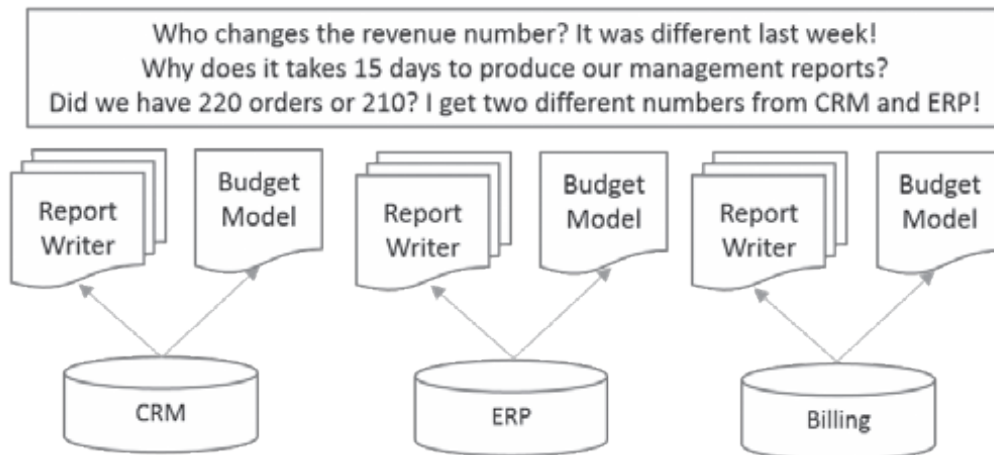 Who changes the revenue number? It was different last week!
Why does it takes 15 days to produce our management reports?
Did we have 220 orders or 210? I get two different numbers from CRM and ERP!
Report
Writer
Budget
Model
Report
Writer
Budget
Model
Report
Writer
Budget
Model
CRM
ERP
Billing